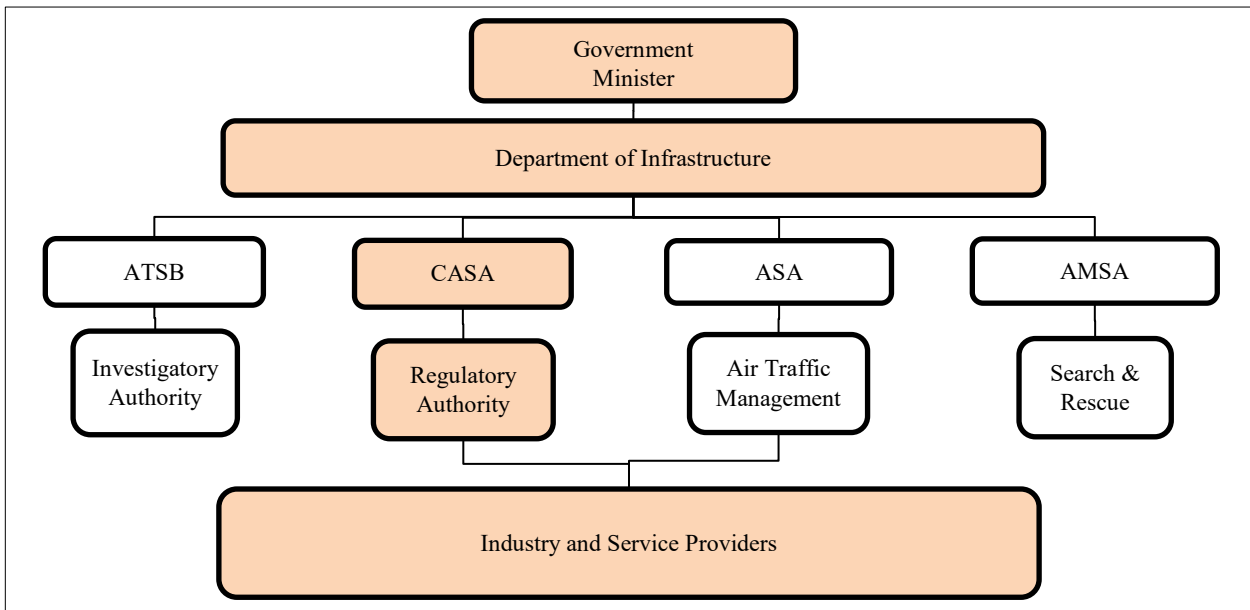 Government
Minister
Department of Infrastructure
ATSB
CASA
ASA
AMSA
Investigatory
Authority
Regulatory
Authority
Air Traffic
Management
Search &
Rescue
Industry and Service Providers